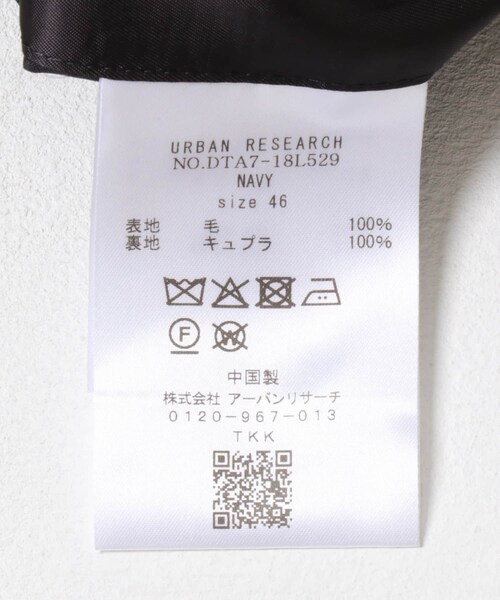 URBAN RESEARCH
NO.DTA7-18L529
NAVY
size 46
表地 毛 100%
裏地 キュプラ 100%
F W
中国製
株式会社 アーバンリサーチ
0120-967-013
TKK